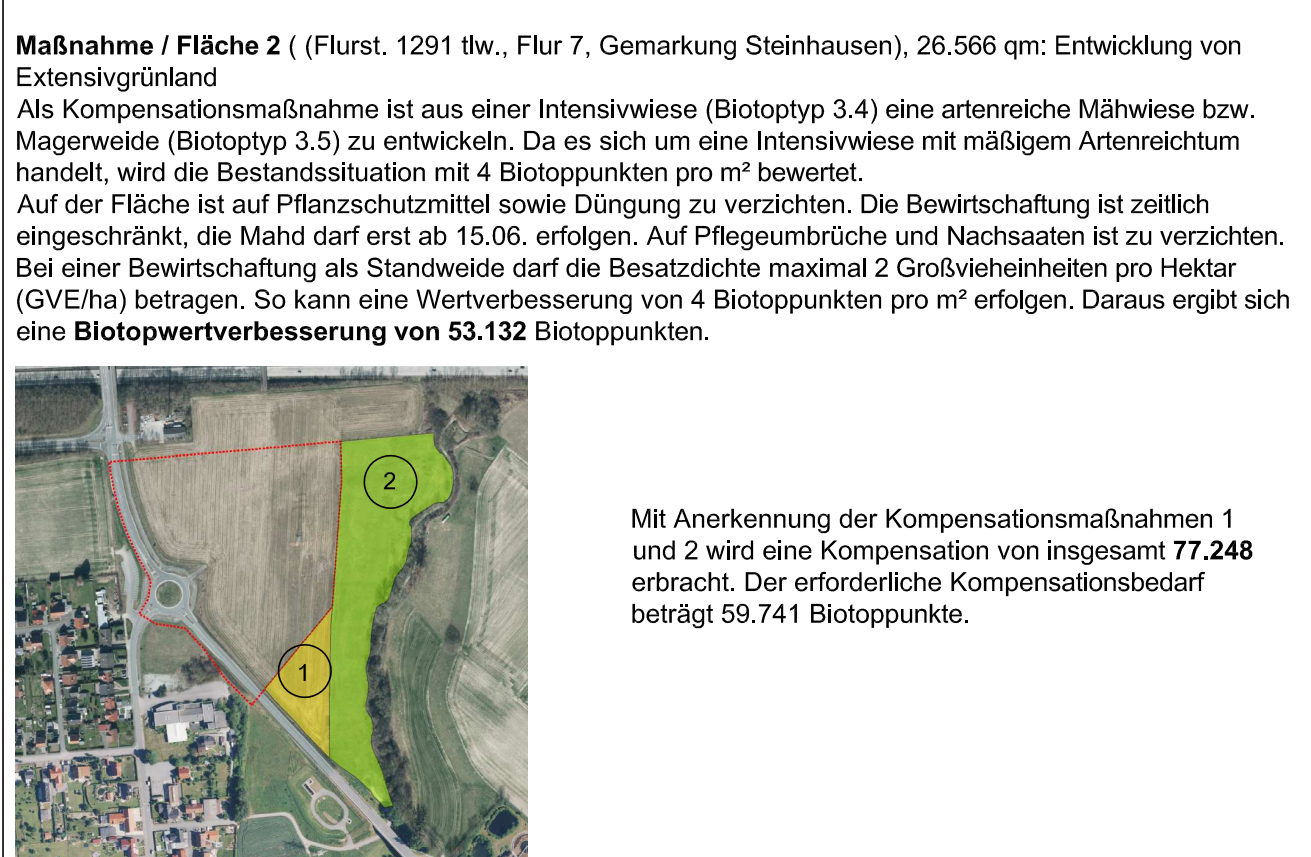 Maßnahme / Fläche 2 ( (Flurst. 1291 tlw., Flur 7, Gemarkung Steinhausen), 26.566 qm: Entwicklung von
Extensivgrünland
Als Kompensationsmaßnahme ist aus einer Intensivwiese (Biotoptyp 3.4) eine artenreiche Mähwiese bzw.
Magerweide (Biotoptyp 3.5) zu entwickeln. Da es sich um eine Intensivwiese mit mäßigem Artenreichtum
handelt, wird die Bestandssituation mit 4 Biotoppunkten pro m² bewertet.
Auf der Fläche ist auf Pflanzschutzmittel sowie Düngung zu verzichten. Die Bewirtschaftung ist zeitlich
eingeschränkt, die Mahd darf erst ab 15.06. erfolgen. Auf Pflegeumbrüche und Nachsaaten ist zu verzichten.
Bei einer Bewirtschaftung als Standweide darf die Besatzdichte maximal 2 Großvieheinheiten pro Hektar
(GVE/ha) betragen. So kann eine Wertverbesserung von 4 Biotoppunkten pro m² erfolgen. Daraus ergibt sich
eine Biotopwertverbesserung von 53.132 Biotoppunkten.
2
1
Mit Anerkennung der Kompensationsmaßnahmen 1
und 2 wird eine Kompensation von insgesamt 77.248
erbracht. Der erforderliche Kompensationsbedarf
beträgt 59.741 Biotoppunkte.